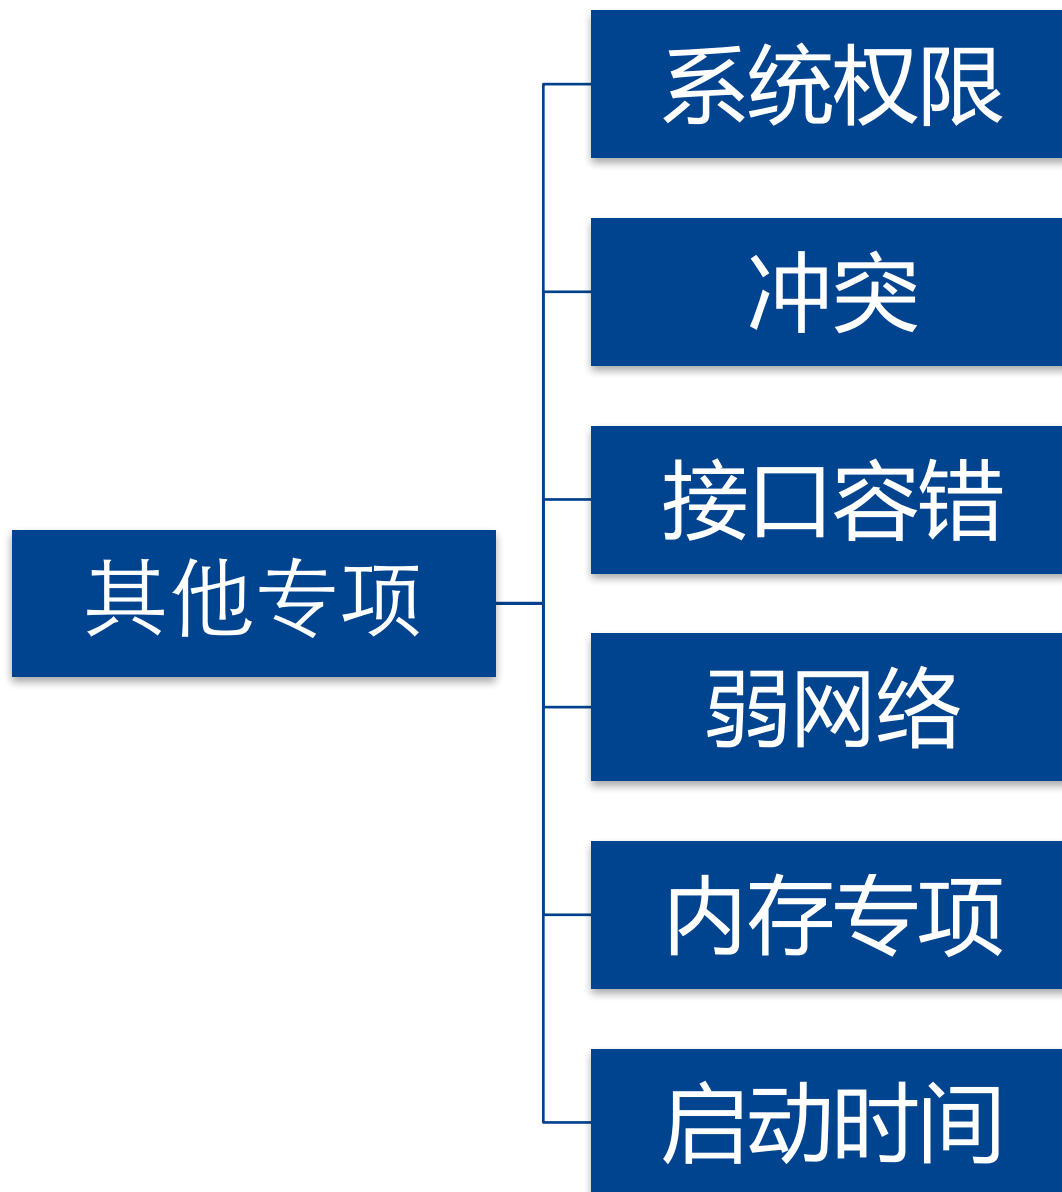 系统权限
冲突
接口容错
其他专项
弱网络
内存专项
启动时间